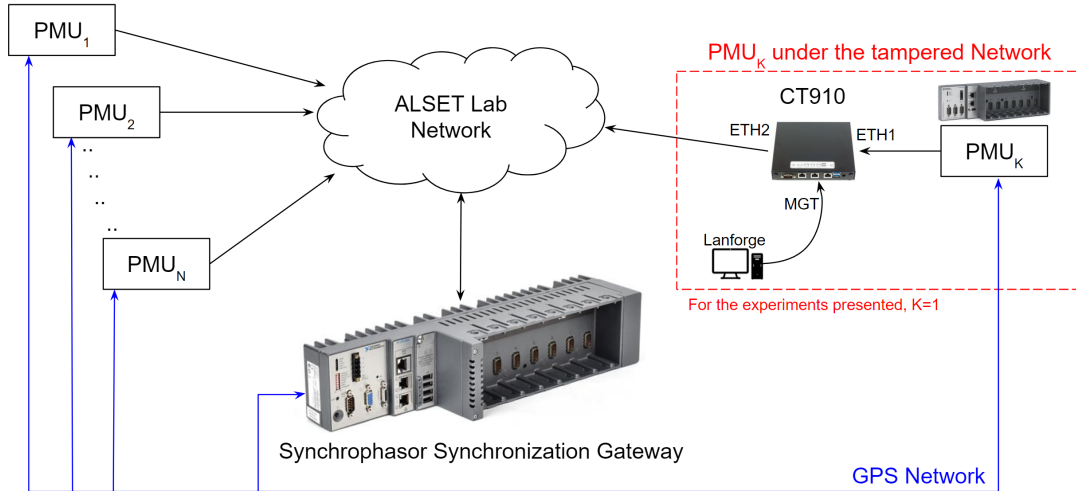 PMU1
PMU2
..
..
..
..
PMUN
ALSET Lab
Network
PMUK under the tampered Network
CT910
ETH2
ETH1
PMUK
MGT
Lanforge
For the experiments presented, K=1
Synchrophasor Synchronization Gateway
GPS Network